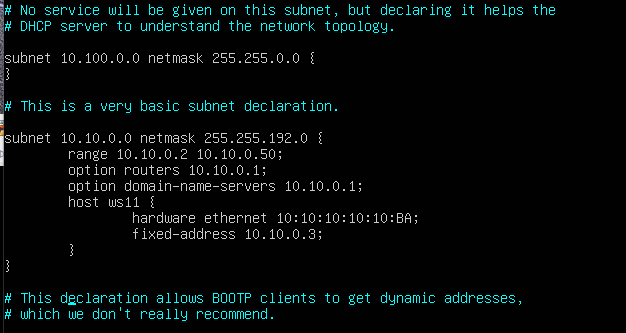 # No service will be given on this subnet, but declaring it helps the
# DHCP server to understand the network topology.
subnet 10.100.0.0 netmask 255.255.0.0 {
}
# This is a very basic subnet declaration.
subnet 10.10.0.0 netmask 255.255.192.0 {
range 10.10.0.2 10.10.0.50;
option routers 10.10.0.1;
option domain-name-servers 10.10.0.1;
host ws11 {
hardware ethernet 10:10:10:10:10:BA;
fixed-address 10.10.0.3;
}
}
# This declaration allows BOOTP clients to get dynamic addresses,
# which we don't really recommend.